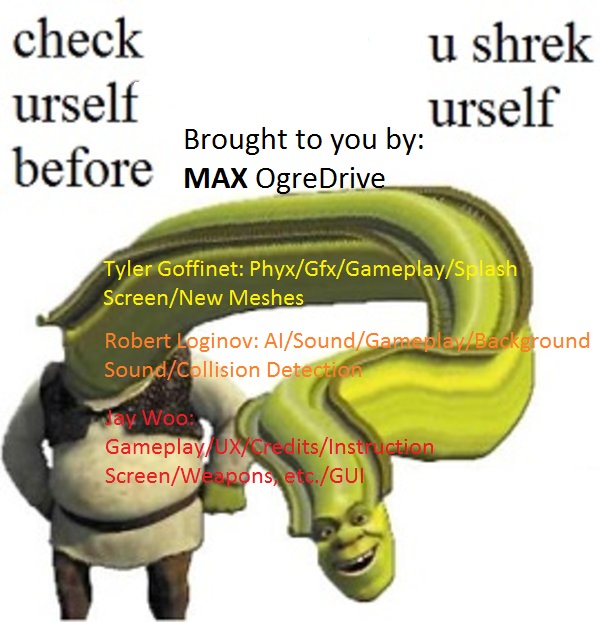 check
urself
before
u shrek
urself
Brought to you by:
MAX OgreDrive
Tyler Goffinet: Phyx/Gfx/Gameplay/Splash
Screen/New Meshes
Robert Loginov: AI/Sound/Gameplay/Background
Sound/Collision Detection
Jay Woo:
Gameplay/UX/Credits/Instruction
Screen/Weapons, etc./GUI